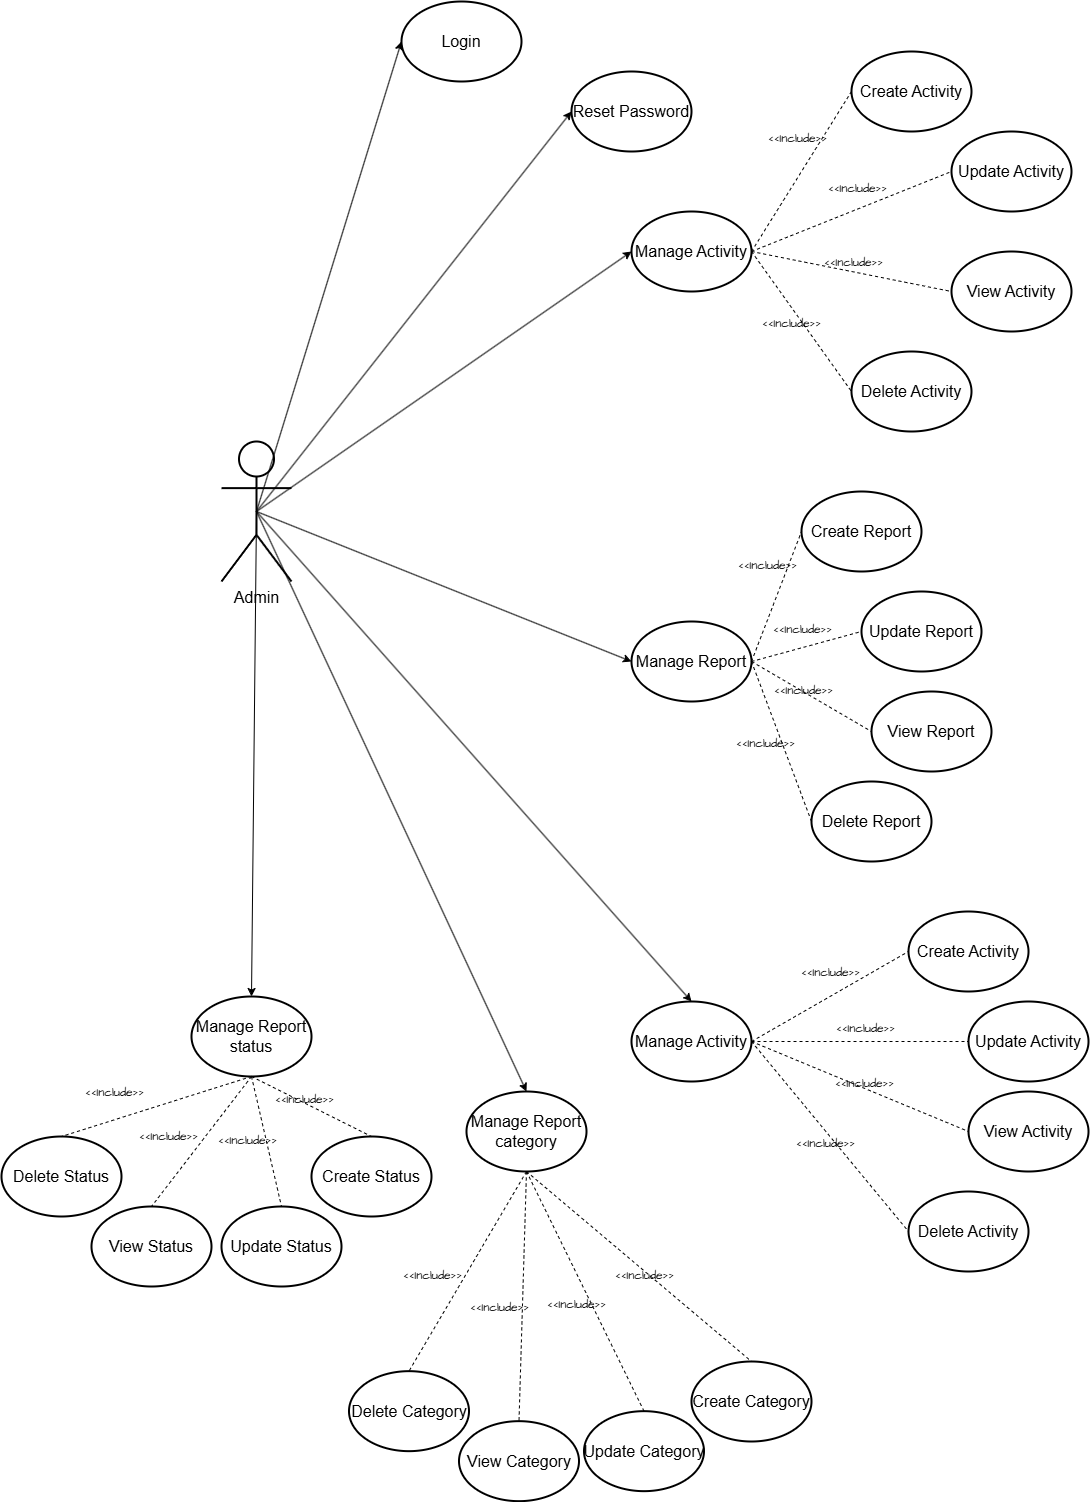 Login
Reset Password
Create Activity
<<include>>
Update Activity
<<include>>
Manage Activity
<<include>>
View Activity
<<include>>
Delete Activity
Admin
Create Report
<<include>>
Update Report
<<include>>
Manage Report
<<include>>
View Report
<<include>>
Delete Report
Create Activity
<<include>>
Manage Activity
<<include>>
Update Activity
<<include>>
View Activity
<<include>>
Delete Activity
Manage Report
status
<<include>>
<<include>>
<<include>>
<<include>>
Delete Status
Create Status
View Status
Update Status
Manage Report
category
<<include>>
<<include>>
<<include>>
<<include>>
Delete Category
Create Category
View Category
Update Category